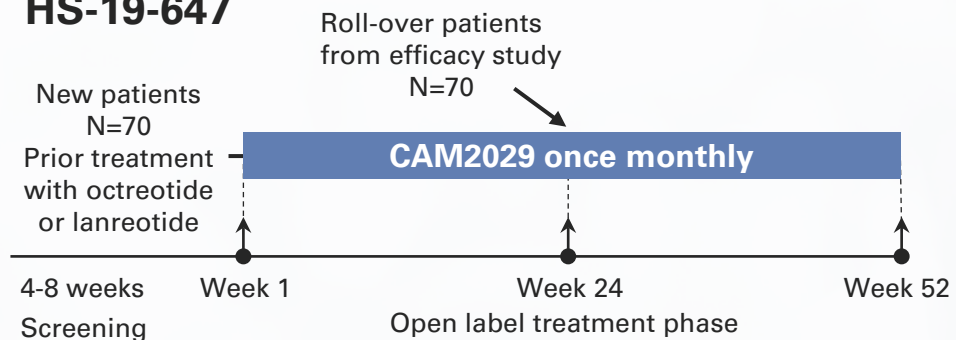 HS-19-647
Roll-over patients
from efficacy study
N=70
New patients
N=70
Prior treatment
with octreotide
or lanreotide
CAM2029 once monthly
4-8 weeks
Screening
Week 1
Week 24
Week 52
Open label treatment phase